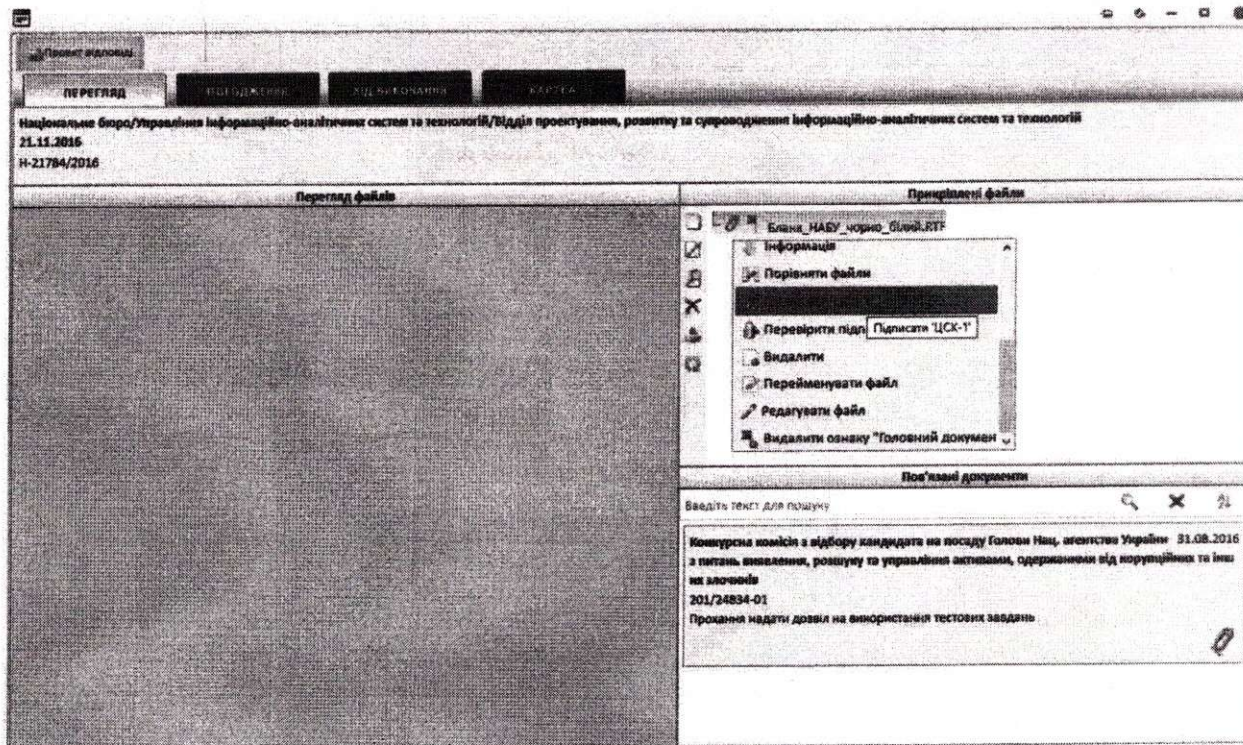 Проект відповіді
ПЕРЕГЛЯД
ПОГОДЖЕННЯ
ХІД ВИКОНАННЯ
КАРТКА
Національне бюро/Управління інформаційно-аналітичних систем та технологій/Відділ проектування, розвитку та супроводження інформаційно-аналітичних систем та технологій
21.11.2016
Н-21784/2016
Перегляд файлів
Прикріплені файли
Бланк_НАБУ_чорно_білий.RTF
Інформація
Порівняти файли
Перевірити підп
Підписати 'ЦСК-1'
Видалити
Перейменувати файл
Редагувати файл
Видалити ознаку "Головний докумен
Пов'язані документи
Введіть текст для пошуку
Конкурсна комісія з відбору кандидата на посаду Голови Нац. агентства України 31.08.2016
з питань виявлення, розшуку та управління активами, одержаними від корупційних та інш
их злочинів
201/24834-01
Прохання надати дозвіл на використання тестових завдань